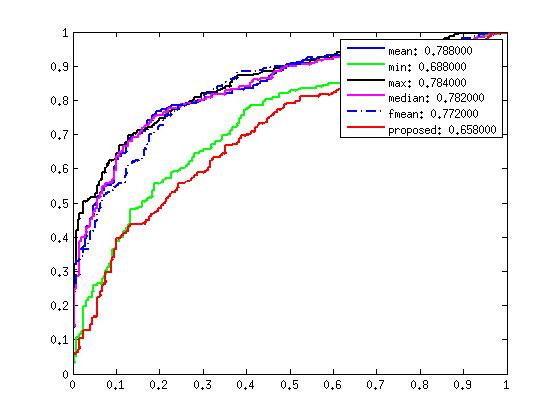 1
0.9
0.8
0.7
0.6
0.5
0.4
0.3
0.2
0.1
0
mean: 0.788000
min: 0.688000
max: 0.784000
median: 0.782000
fmean: 0.772000
proposed: 0.658000
0 0.1 0.2 0.3 0.4 0.5 0.6 0.7 0.8 0.9 1